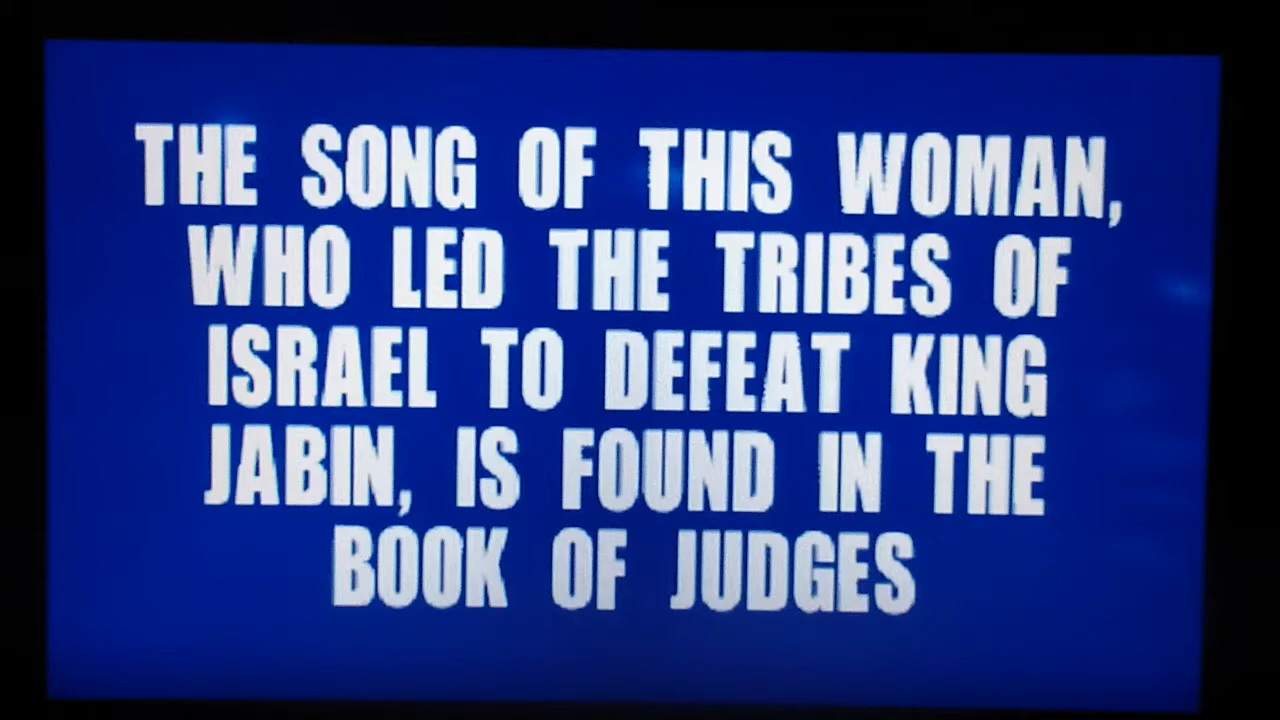 THE SONG OF THIS WOMAN,
WHO LED THE TRIBES OF
ISRAEL TO DEFEAT KING
JABIN, IS FOUND IN THE
BOOK OF JUDGES